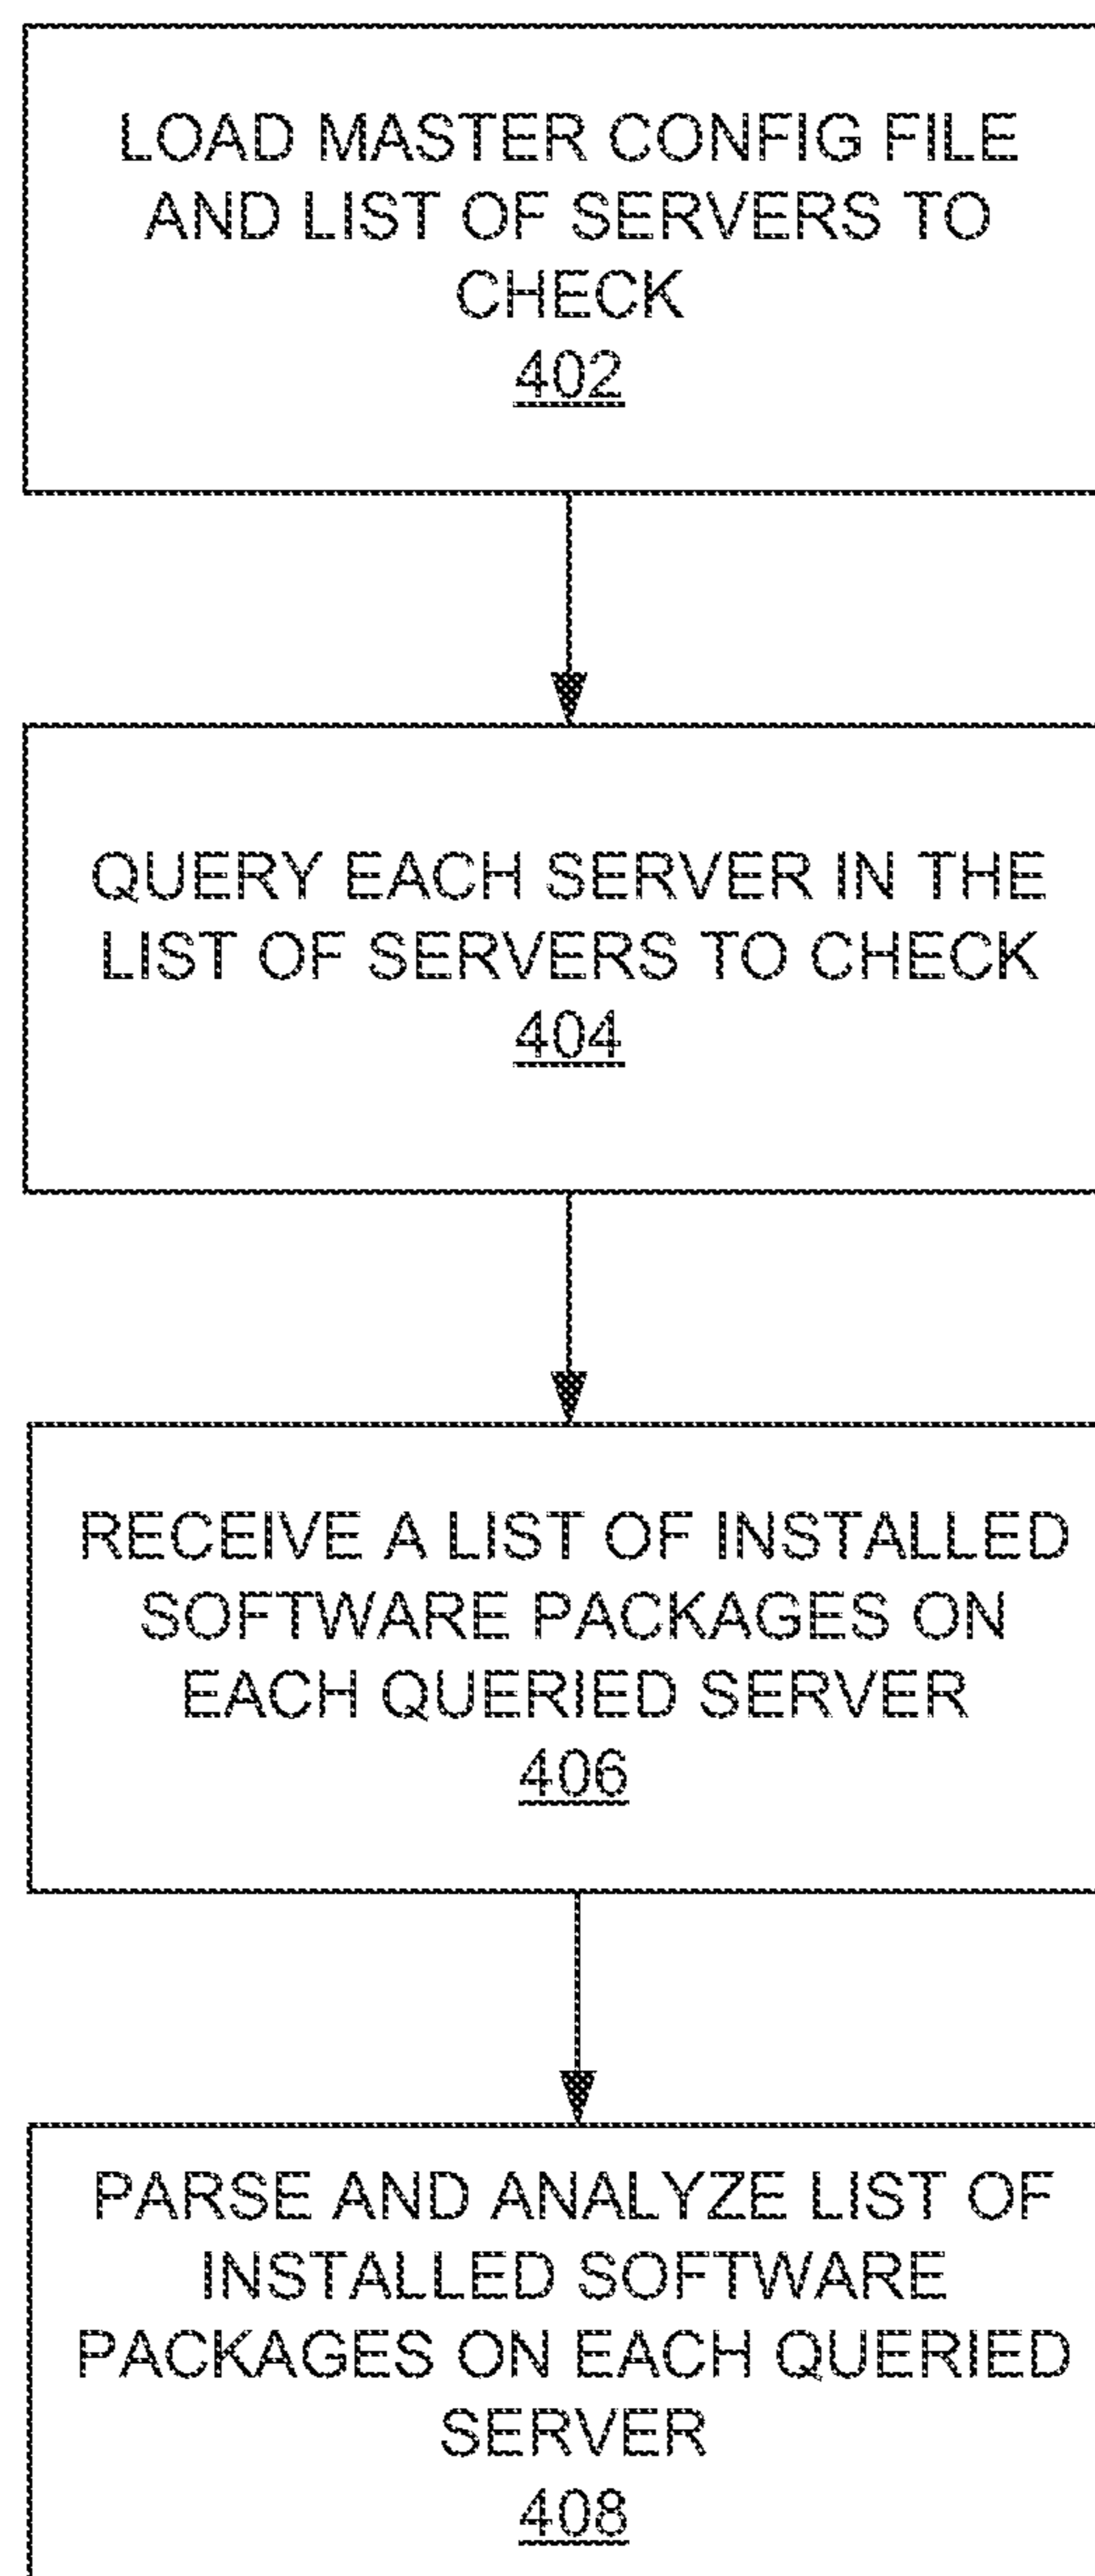 LOAD MASTER CONFIG FILE
AND LIST OF SERVERS TO
CHECK
402
QUERY EACH SERVER IN THE
LIST OF SERVERS TO CHECK
404
RECEIVE A LIST OF INSTALLED
SOFTWARE PACKAGES ON
EACH QUERIED SERVER
406
PARSE AND ANALYZE LIST OF
INSTALLED SOFTWARE
PACKAGES ON EACH QUERIED
SERVER
408